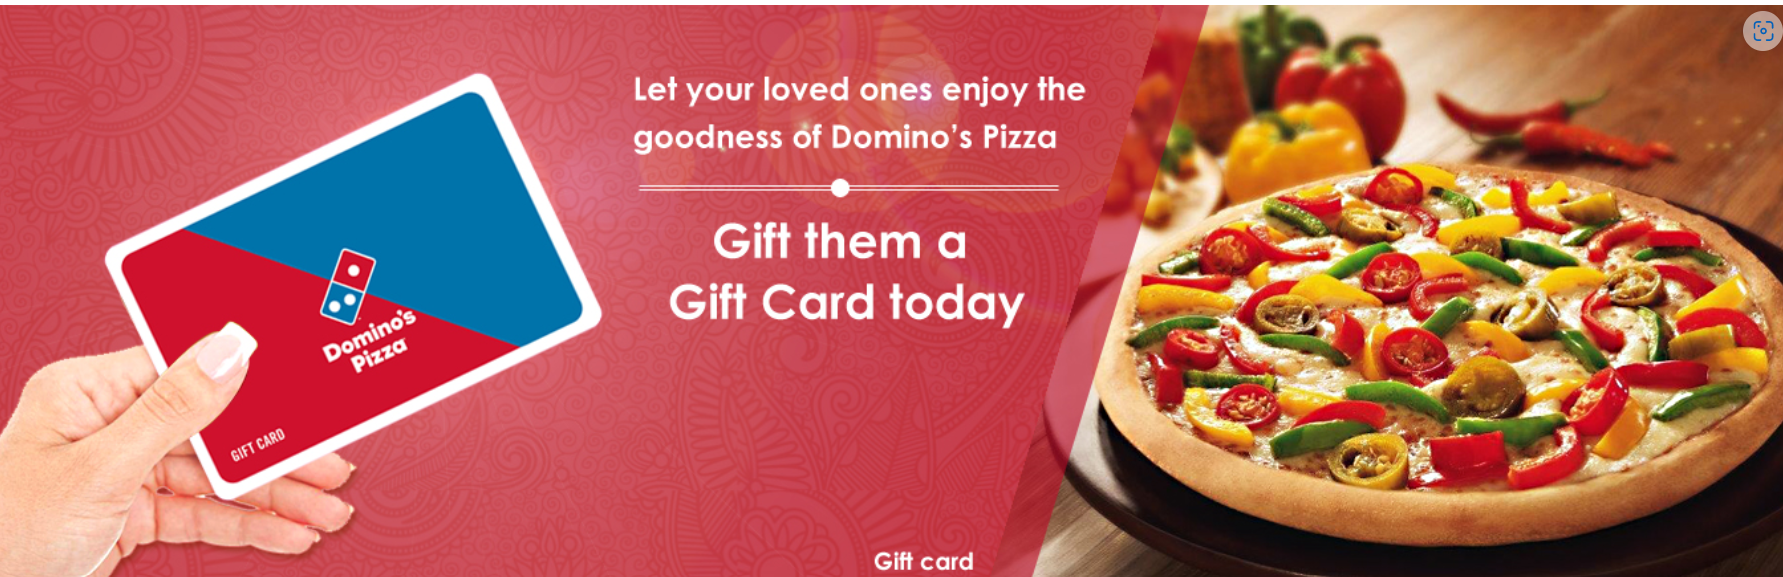 Let your loved ones enjoy the
goodness of Domino's Pizza
Gift them a
Gift Card today
Domino's
Pizza
GIFT CARD
Gift card